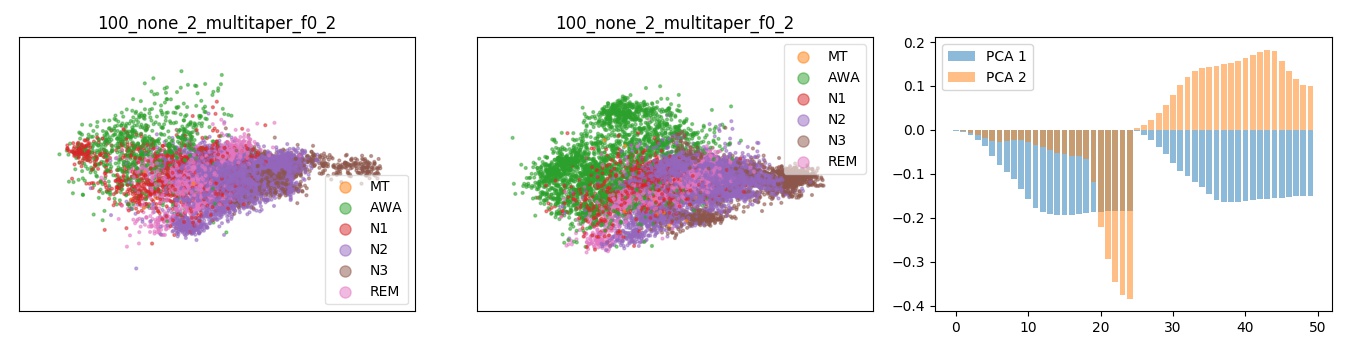 100_none_2_multitaper_f0_2
MT
AWA
N1
N2
N3
REM
100_none_2_multitaper_f0_2
MT
AWA
N1
N2
N3
REM
PCA 1
PCA 2
0.2
0.1
0.0
−0.1
−0.2
−0.3
−0.4
0 10 20 30 40 50